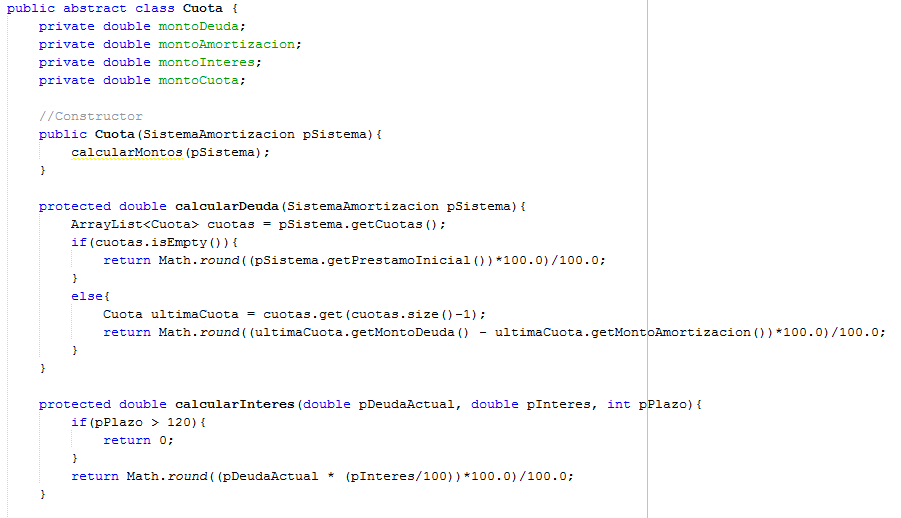 public abstract class Cuota {
    private double montoDeuda;
    private double montoAmortizacion;
    private double montoInteres;
    private double montoCuota;

    //Constructor
    public Cuota(SistemaAmortizacion pSistema){
        calcularMontos(pSistema);
    }

    protected double calcularDeuda(SistemaAmortizacion pSistema){
        ArrayList<Cuota> cuotas = pSistema.getCuotas();
        if(cuotas.isEmpty()){
            return Math.round((pSistema.getPrestamoInicial())*100.0)/100.0;
        }
        else{
            Cuota ultimaCuota = cuotas.get(cuotas.size()-1);
            return Math.round((ultimaCuota.getMontoDeuda() - ultimaCuota.getMontoAmortizacion())*100.0)/100.0;
        }
    }

    protected double calcularInteres(double pDeudaActual, double pInteres, int pPlazo){
        if(pPlazo > 120){
            return 0;
        }
        return Math.round((pDeudaActual * (pInteres/100))*100.0)/100.0;
    }